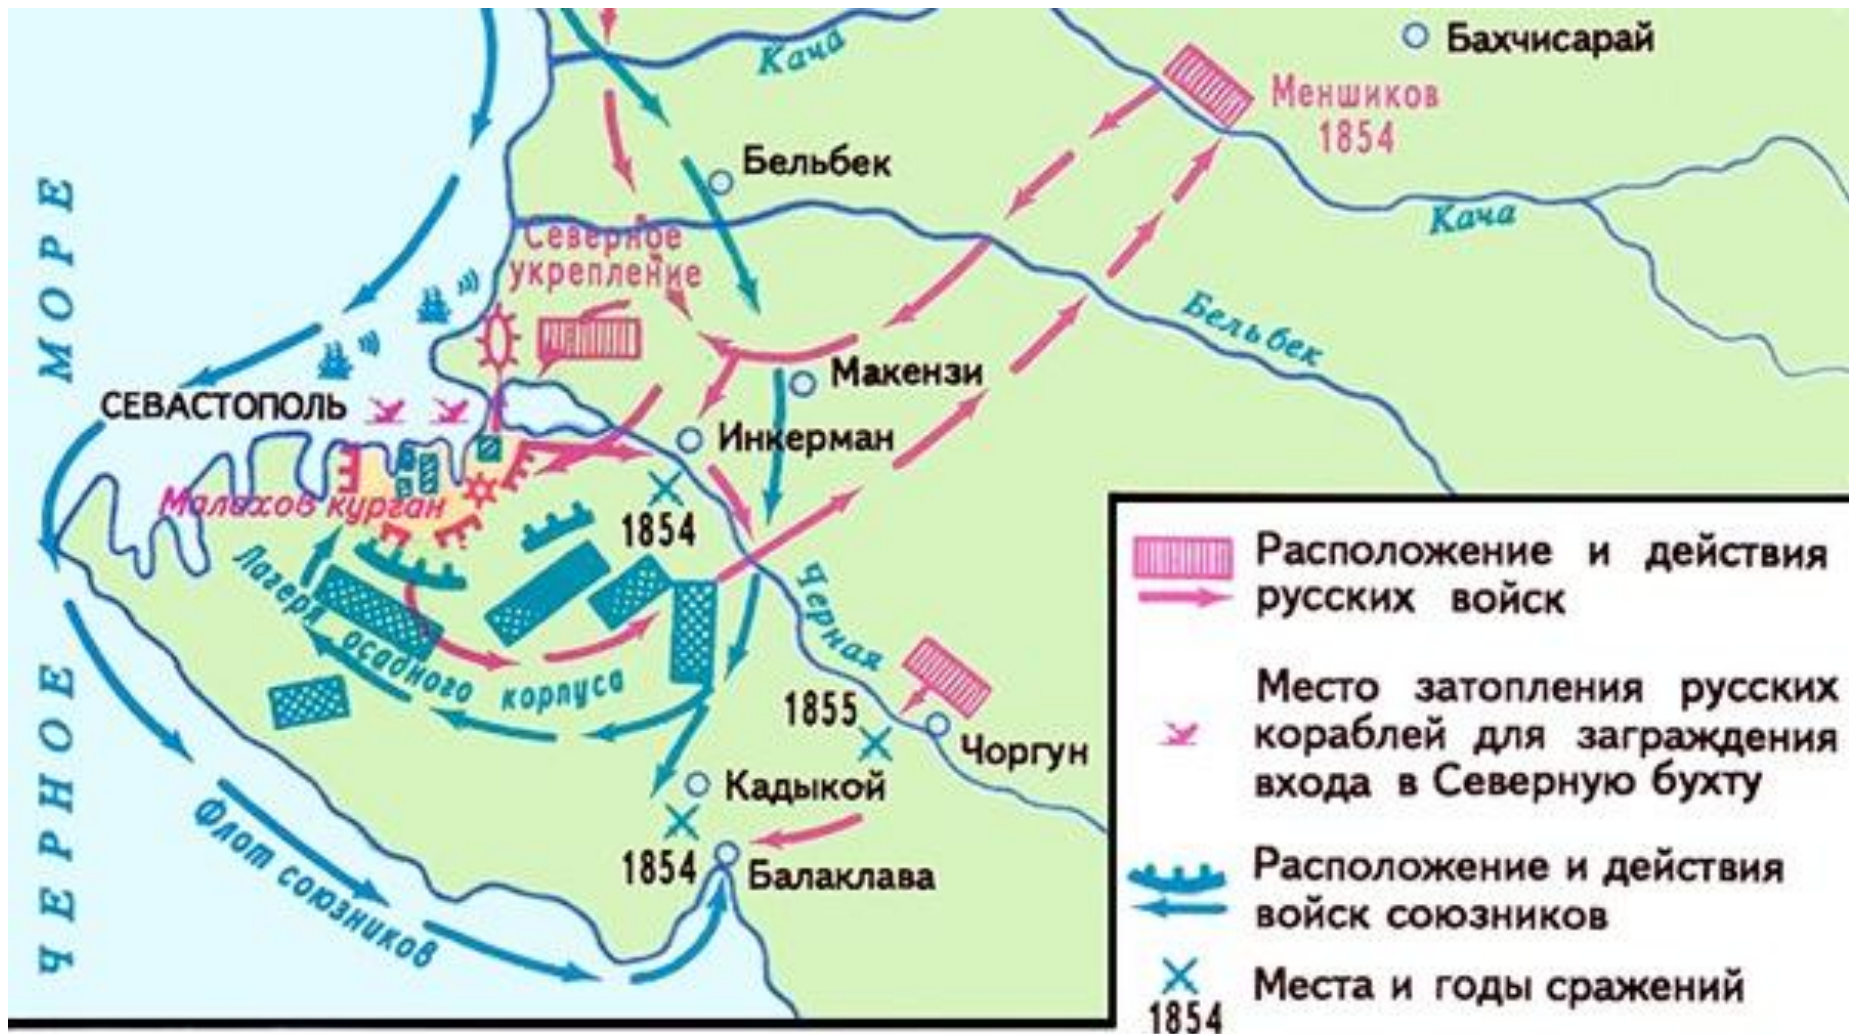 Кача
Бахчисарай
Меншиков
1854
Бельбек
Кача
Северное
укрепление
Бельбек
Макензи
СЕВАСТОПОЛЬ
Инкерман
Малахов курган
1854
Лагеря осадного корпуса
Черная
1855
Чоргун
Кадыкой
1854
Балаклава
Флот союзников
ЧЕРНОЕ МОРЕ
Расположение и действия
русских войск
Место затопления русских
кораблей для заграждения
входа в Северную бухту
Расположение и действия
войск союзников
Места и годы сражений
1854